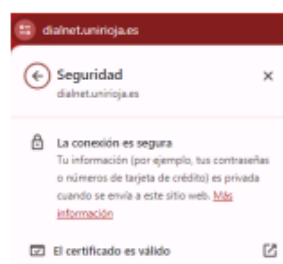 dialnet.unirioja.es
Seguridad
dialnet.unirioja.es
La conexión es segura
Tu información (por ejemplo, tus contraseñas
o números de tarjeta de crédito) es privada
cuando se envía a este sitio web. Más
información
El certificado es válido